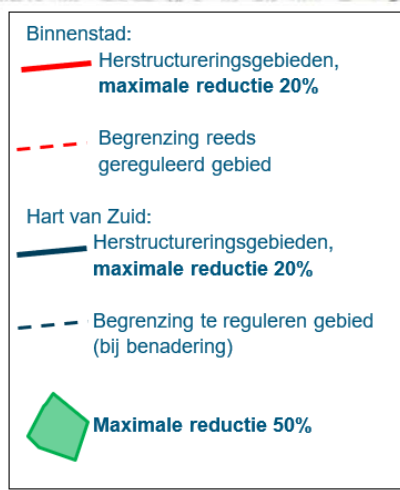 Binnenstad:
Herstructureringsgebieden,
maximale reductie 20%
Begrenzing reeds
gereguleerd gebied
Hart van Zuid:
Herstructureringsgebieden,
maximale reductie 20%
Begrenzing te reguleren gebied
(bij benadering)
Maximale reductie 50%